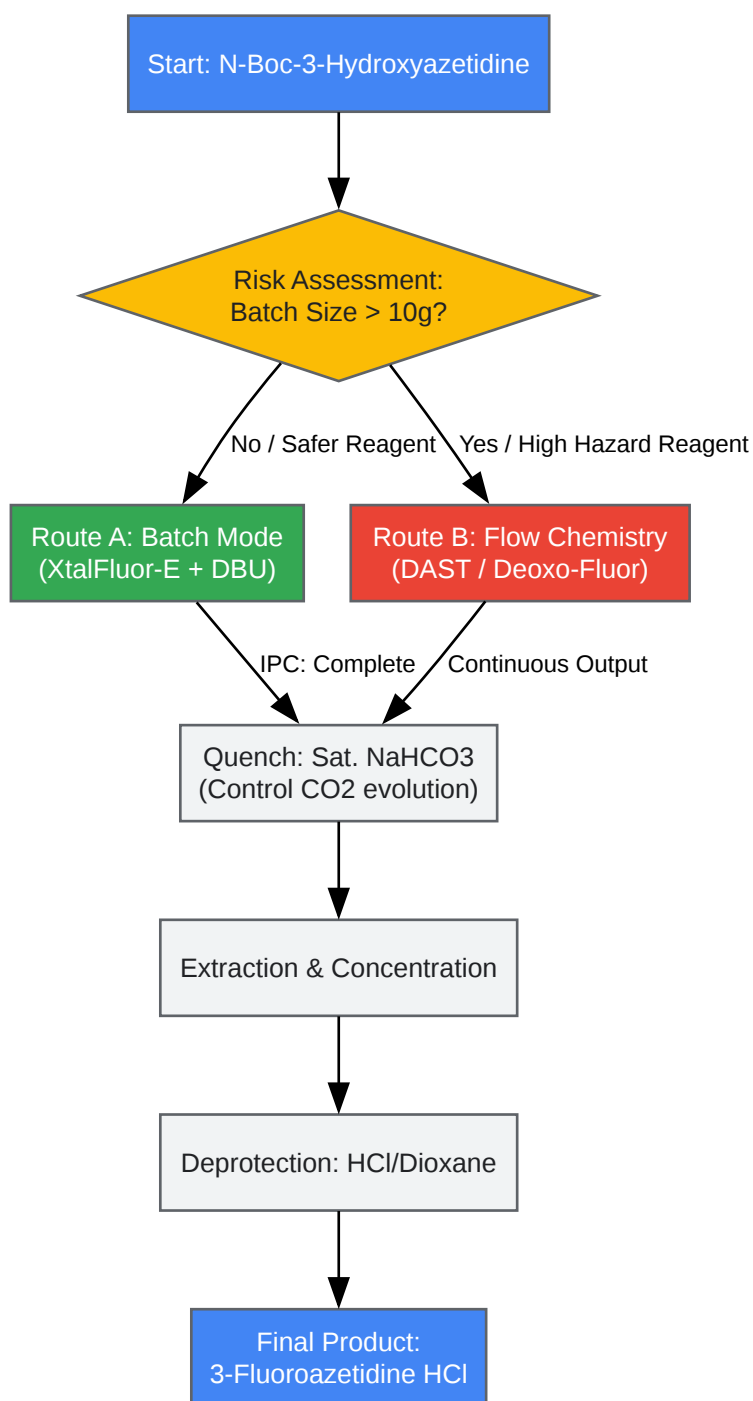 Start: N-Boc-3-Hydroxyazetidine
Risk Assessment:
Batch Size > 10g?
No / Safer Reagent
Yes / High Hazard Reagent
Route A: Batch Mode
(XtalFluor-E + DBU)
Route B: Flow Chemistry
(DAST / Deoxo-Fluor)
IPC: Complete
Continuous Output
Quench: Sat. NaHCO3
(Control CO2 evolution)
Extraction & Concentration
Deprotection: HCl/Dioxane
Final Product:
3-Fluoroazetidine HCl